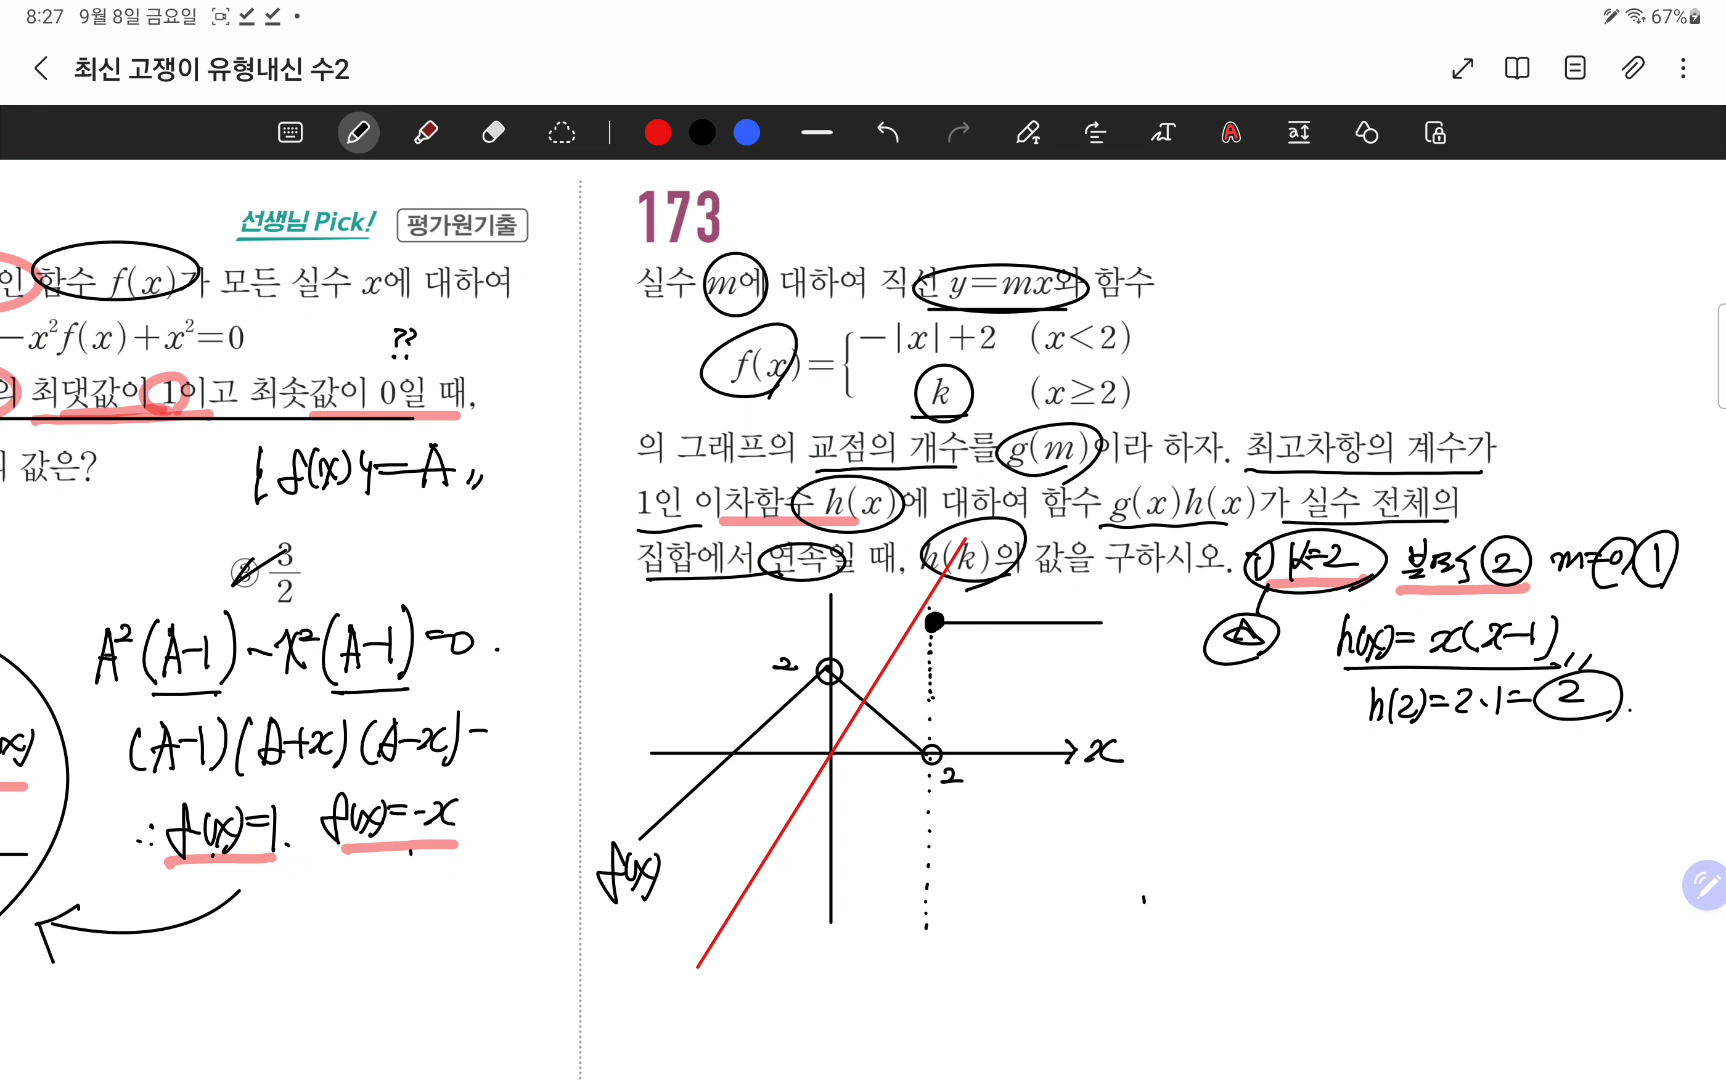 8:27 9월 8일 금요일
67%
최신 고쟁이 유형내신 수2
선생님 Pick! 평가원기출
인 함수 f(x)가 모든 실수 x에 대하여
−x²f(x)+x²=0
??
의 최댓값이 1이고 최솟값이 0일 때,
값은?
{f(x)}=A
③ 3/2
A²(A-1)-x²(A-1)=0.
(A-1)(A+x)(A-x)=
∴ f(x)=1. f(x)=-x
173
실수 m에 대하여 직선 y=mx와 함수
f(x)={ −|x|+2 (x<2)
k (x≥2)
의 그래프의 교점의 개수를 g(m)이라 하자. 최고차항의 계수가
1인 이차함수 h(x)에 대하여 함수 g(x)h(x)가 실수 전체의
집합에서 연속일 때, h(k)의 값을 구하시오.
① k=2 불연속 2 m=0, 1
h(x)=x(x-1)
h(2)=2·1=2.
2
x
2
f(x)